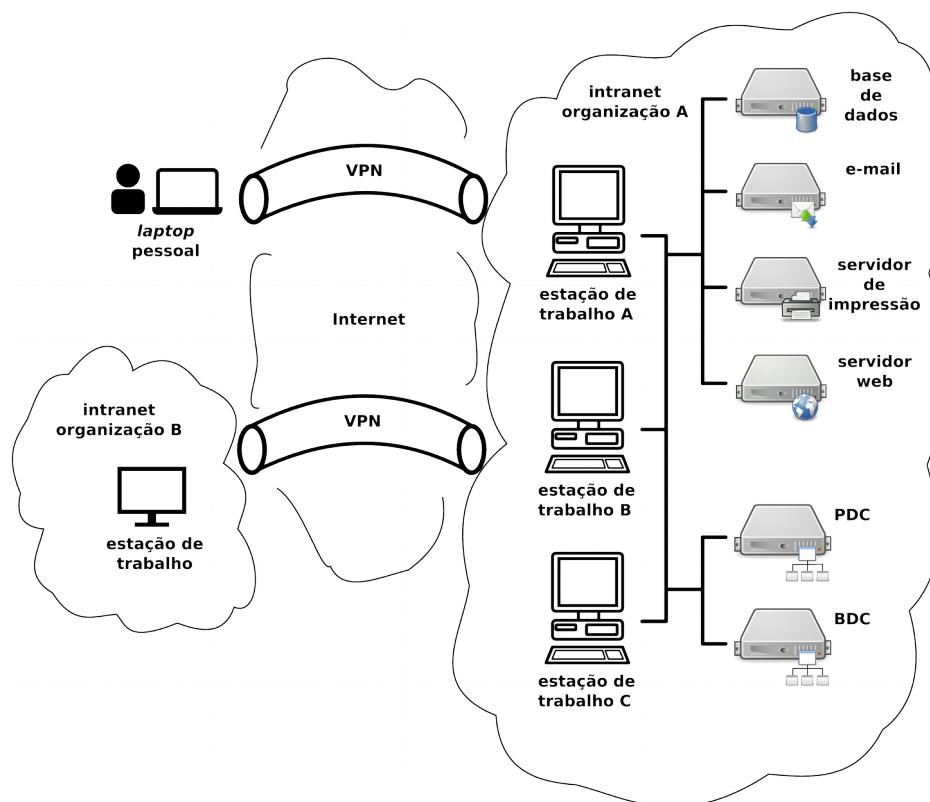 intranet
organização A
base
de
dados
e-mail
VPN
laptop
pessoal
estação de
trabalho A
servidor
de
impressão
Internet
servidor
web
intranet
organização B
VPN
estação de
trabalho B
PDC
estação de
trabalho
BDC
estação de
trabalho C